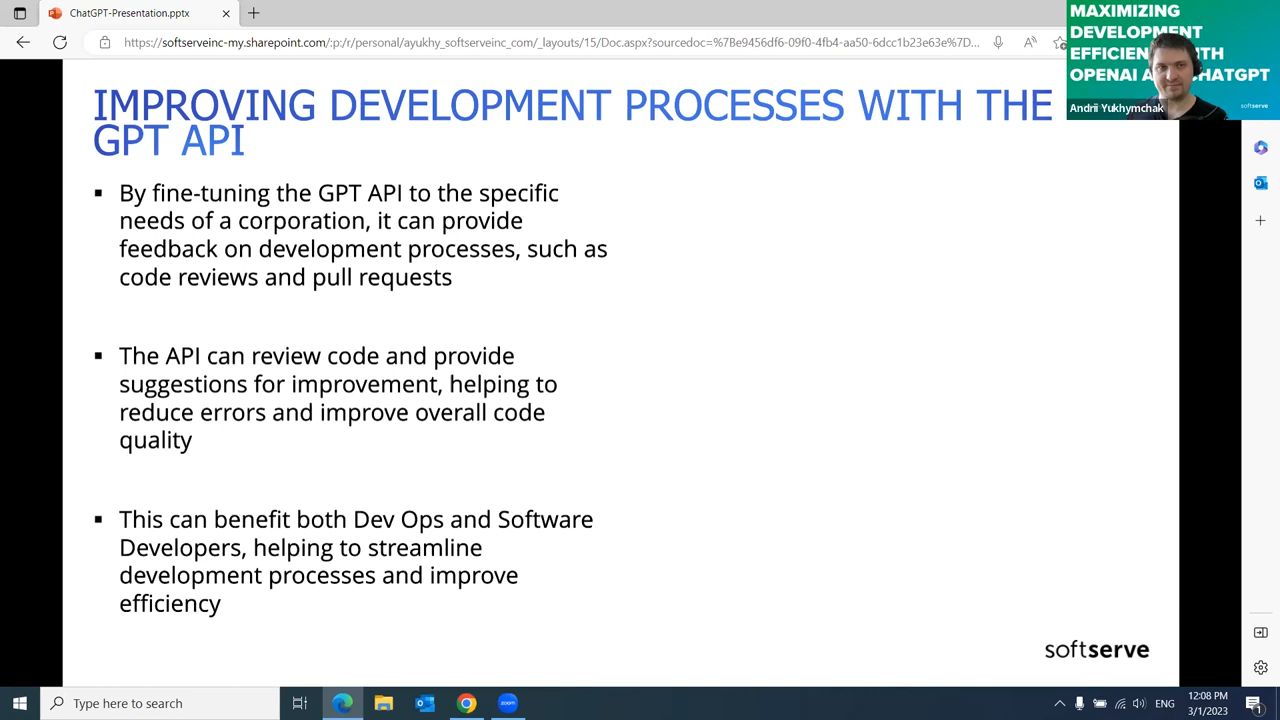 ChatGPT-Presentation.pptx
https://softserveinc-my.sharepoint.com/:p:/r/personal/ayukhy_softserveinc_com/_layouts/15/Doc.aspx?sourcedoc=%7Be9456df6-09f0-4fb4-aa50-6dcc1b23e63e%7D...
MAXIMIZING
DEVELOPMENT
OPENAI
CHATGPT
Andrii Yukhymchak
softserve
IMPROVING DEVELOPMENT PROCESSES WITH THE
GPT API
▪ By fine-tuning the GPT API to the specific
needs of a corporation, it can provide
feedback on development processes, such as
code reviews and pull requests
▪ The API can review code and provide
suggestions for improvement, helping to
reduce errors and improve overall code
quality
▪ This can benefit both Dev Ops and Software
Developers, helping to streamline
development processes and improve
efficiency
softserve
Type here to search
zoom
ENG
12:08 PM
3/1/2023
1